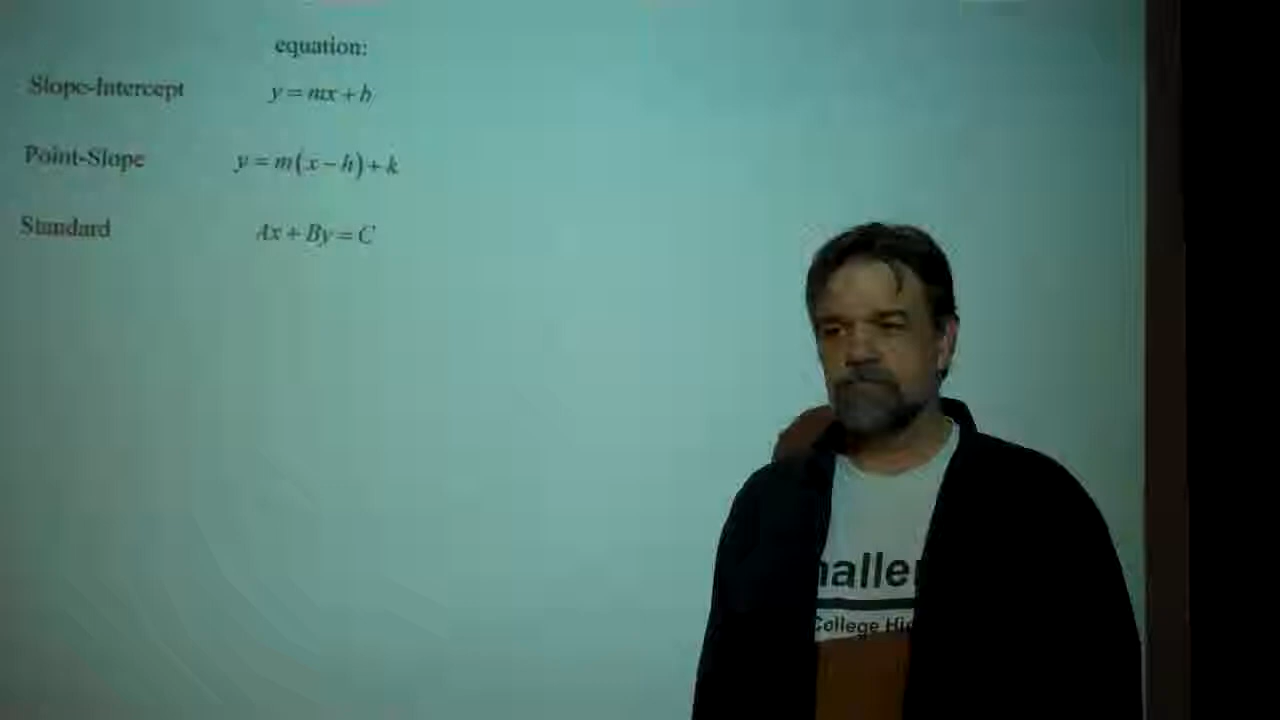 equation:
Slope-Intercept y = mx + b
Point-Slope y = m(x − h) + k
Standard Ax + By = C
halle
College Hi